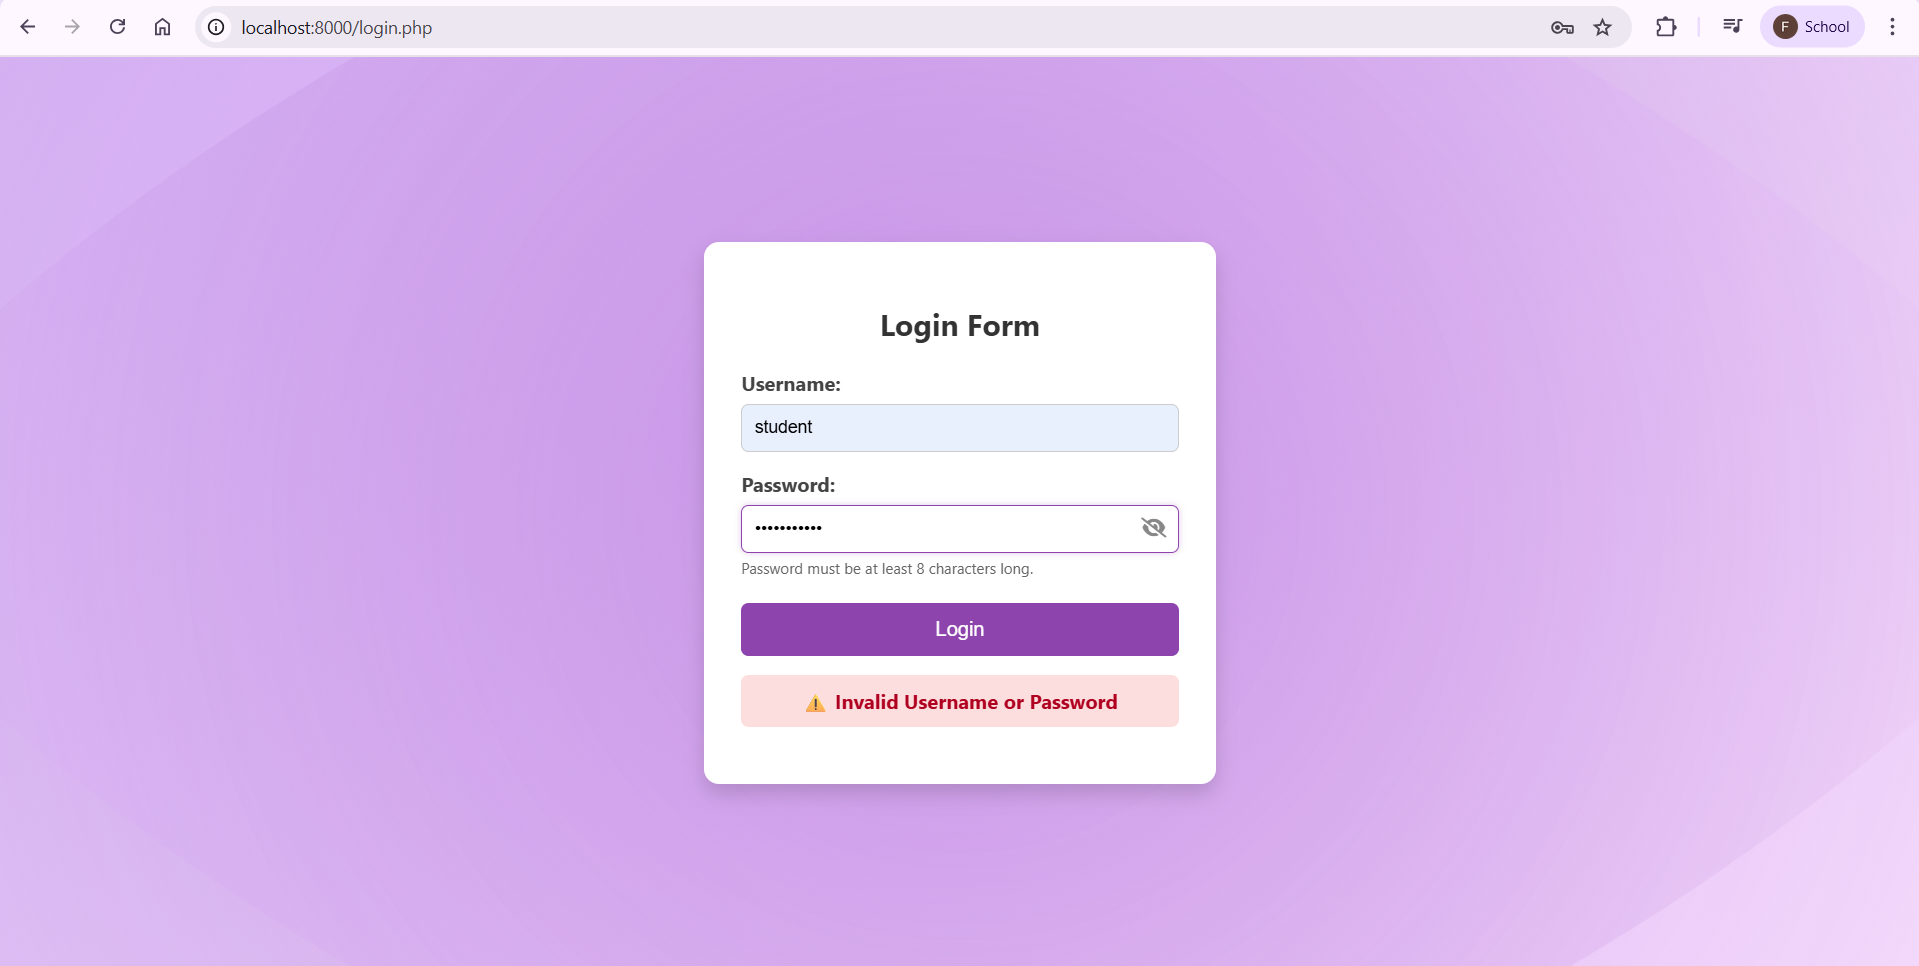 localhost:8000/login.php
F School
Login Form
Username:
student
Password:
•••••••••••
Password must be at least 8 characters long.
Login
⚠ Invalid Username or Password